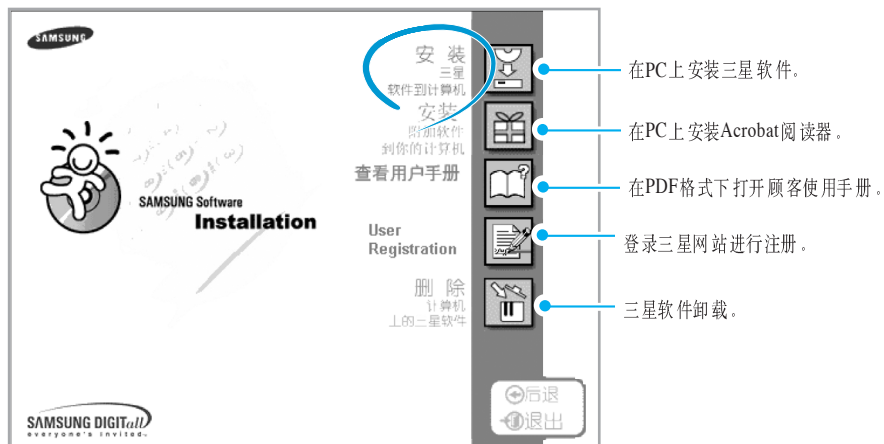 SAMSUNG
安 装
三星
软件到计算机
在PC上安装三星软件。
安装
附加软件
到你的计算机
在PC上安装Acrobat阅读器。
查看用户手册
在PDF格式下打开顾客使用手册。
SAMSUNG Software
Installation
User
Registration
登录三星网站进行注册。
删 除
计算机
上的三星软件
三星软件卸载。
后退
退出
SAMSUNG DIGITall
everyone's invited™